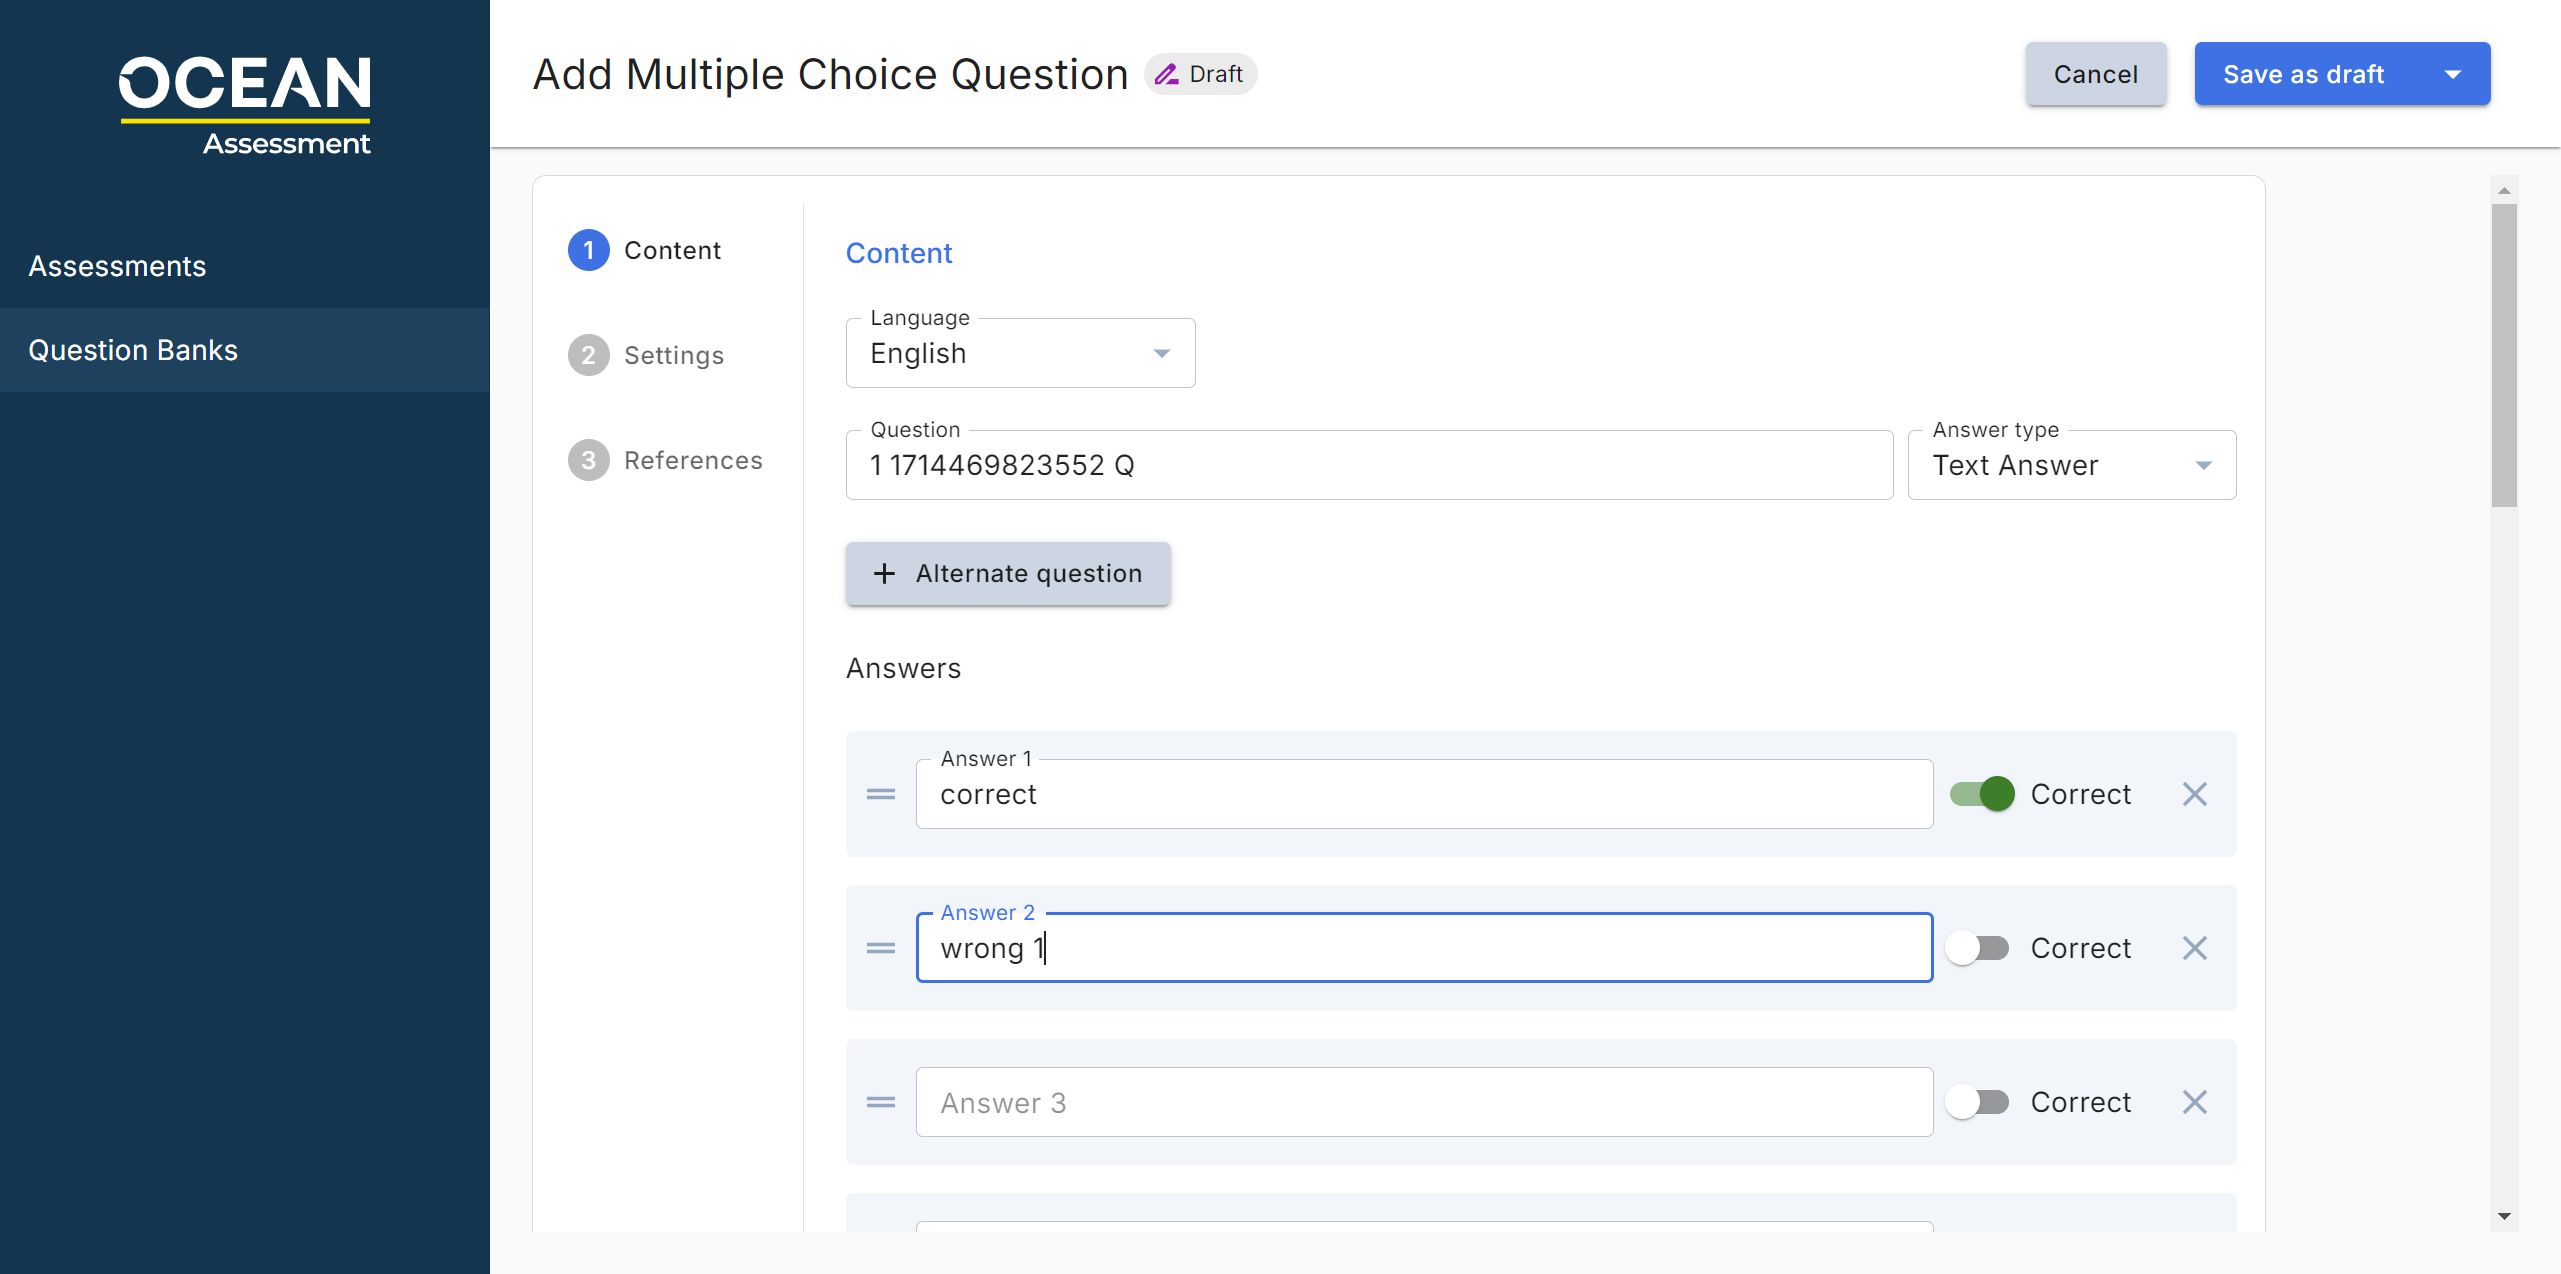 OCEAN
Assessment
Assessments
Question Banks
Add Multiple Choice Question
Draft
Cancel
Save as draft
1 Content
2 Settings
3 References
Content
Language
English
Question
1 1714469823552 Q
Answer type
Text Answer
+ Alternate question
Answers
Answer 1
correct
Correct
Answer 2
wrong 1
Correct
Answer 3
Correct